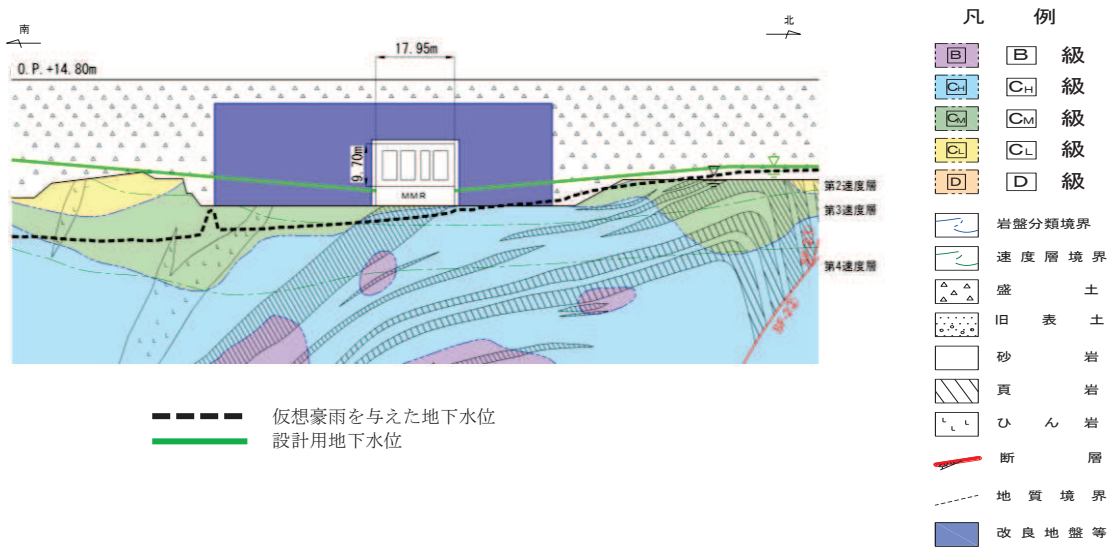 南
北
17.95m
O.P.+14.80m
9.70m
MMR
第2速度層
第3速度層
第4速度層
仮想豪雨を与えた地下水位
設計用地下水位
凡 例
B B 級
CH CH 級
CM CM 級
CL CL 級
D D 級
岩盤分類境界
速度層境界
盛 土
旧 表 土
砂 岩
頁 岩
ひ ん 岩
断 層
地 質 境 界
改 良 地 盤 等